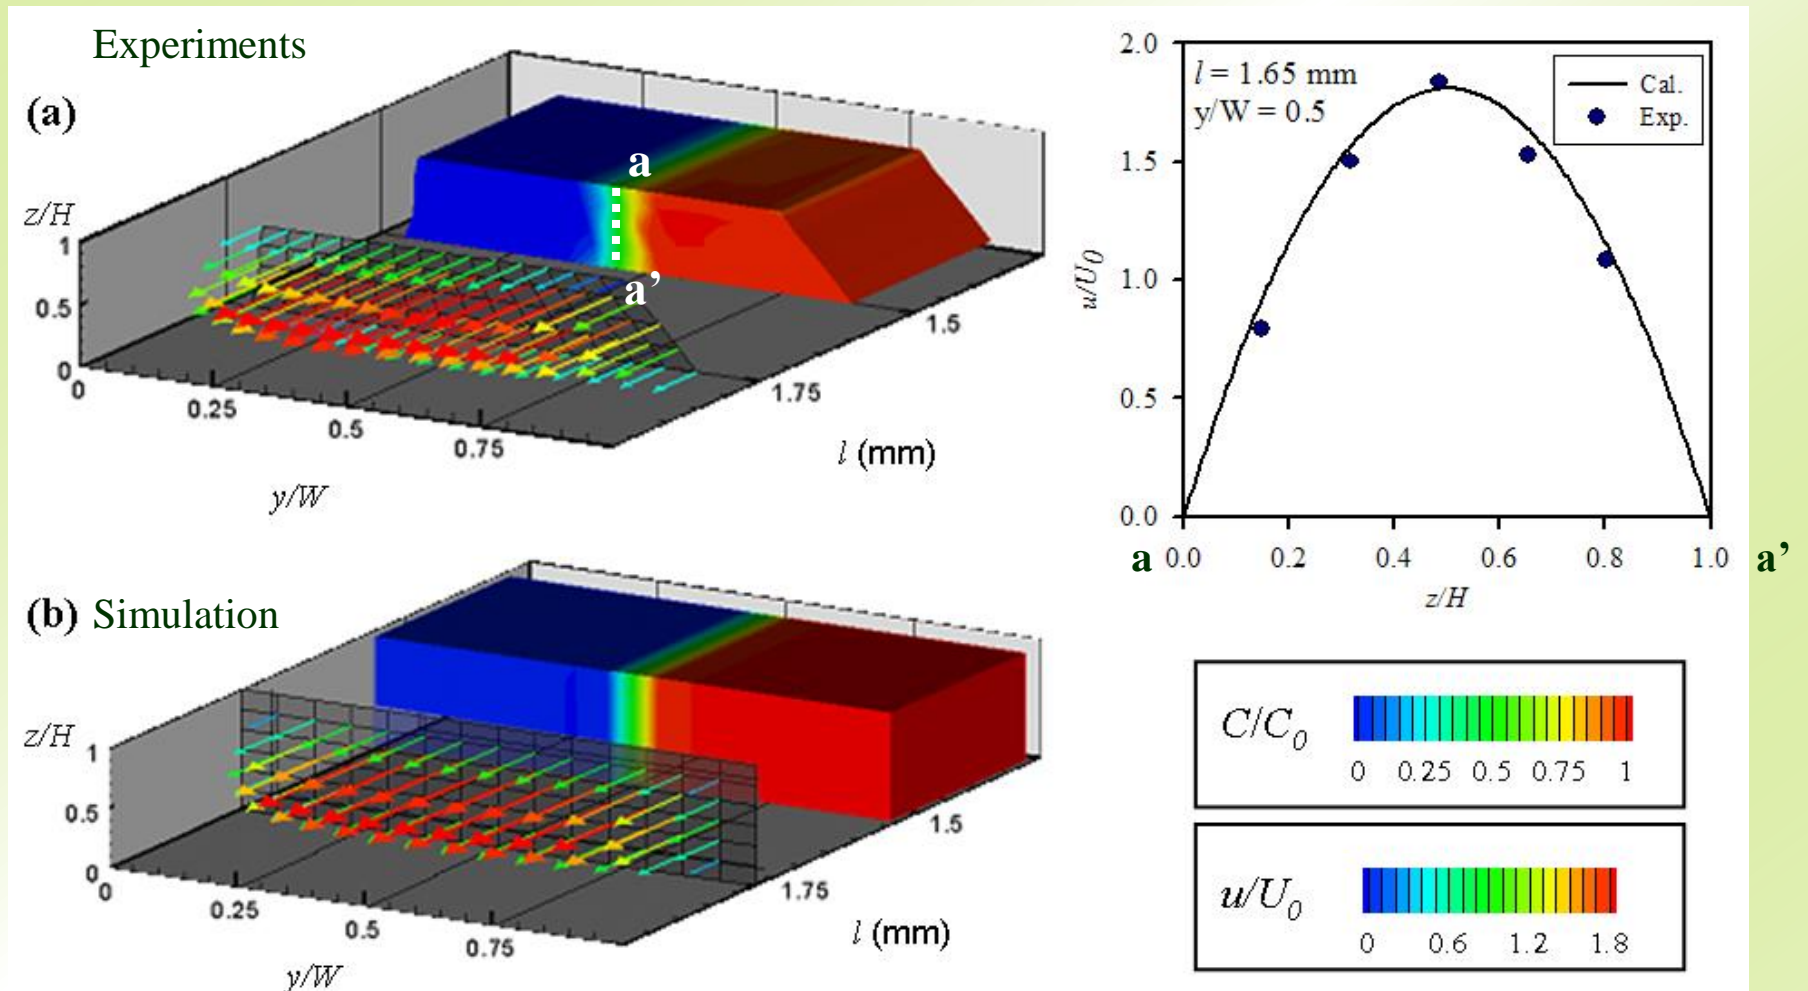 Experiments
(a)
a
a’
z/H
1
0.5
0
0
0.25
0.5
0.75
y/W
1.5
1.75
l (mm)
2.0
1.5
1.0
0.5
0.0
u/U0
l = 1.65 mm
y/W = 0.5
Cal.
Exp.
a 0.0 0.2 0.4 0.6 0.8 1.0 a’
z/H
(b) Simulation
z/H
1
0.5
0
0
0.25
0.5
0.75
y/W
1.5
1.75
l (mm)
C/C0
0 0.25 0.5 0.75 1
u/U0
0 0.6 1.2 1.8